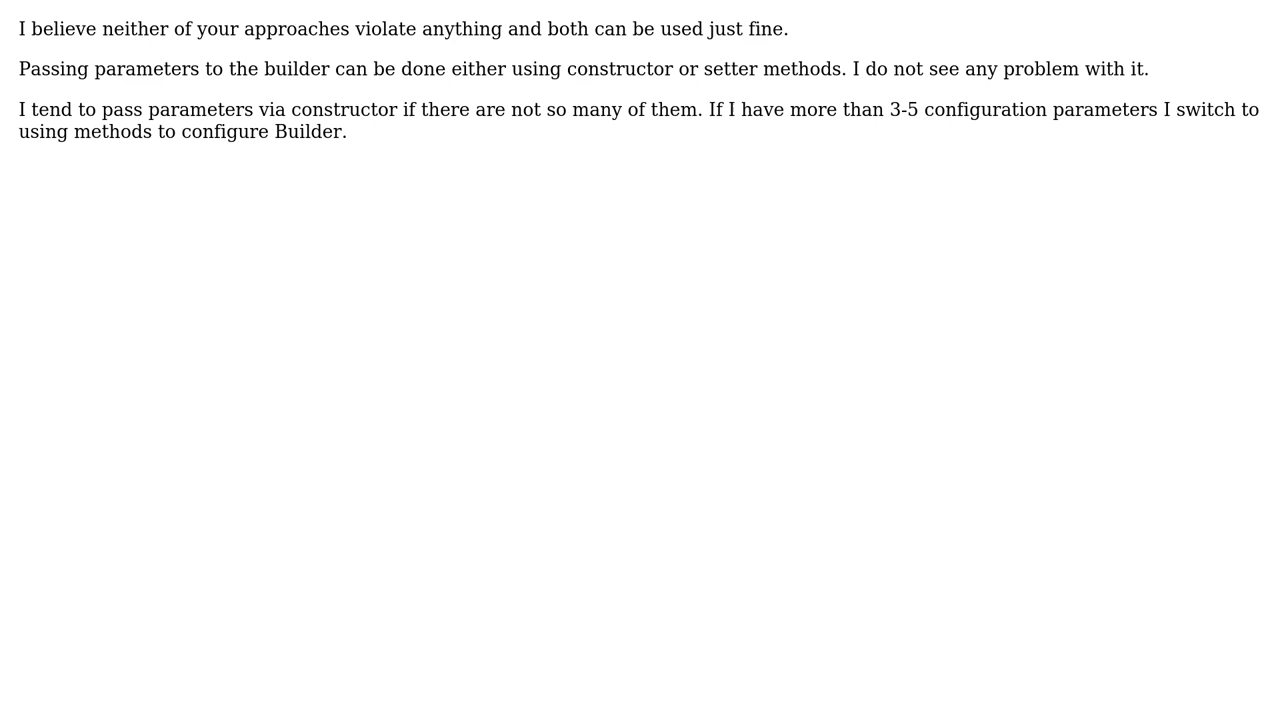 I believe neither of your approaches violate anything and both can be used just fine.
Passing parameters to the builder can be done either using constructor or setter methods. I do not see any problem with it.
I tend to pass parameters via constructor if there are not so many of them. If I have more than 3-5 configuration parameters I switch to
using methods to configure Builder.